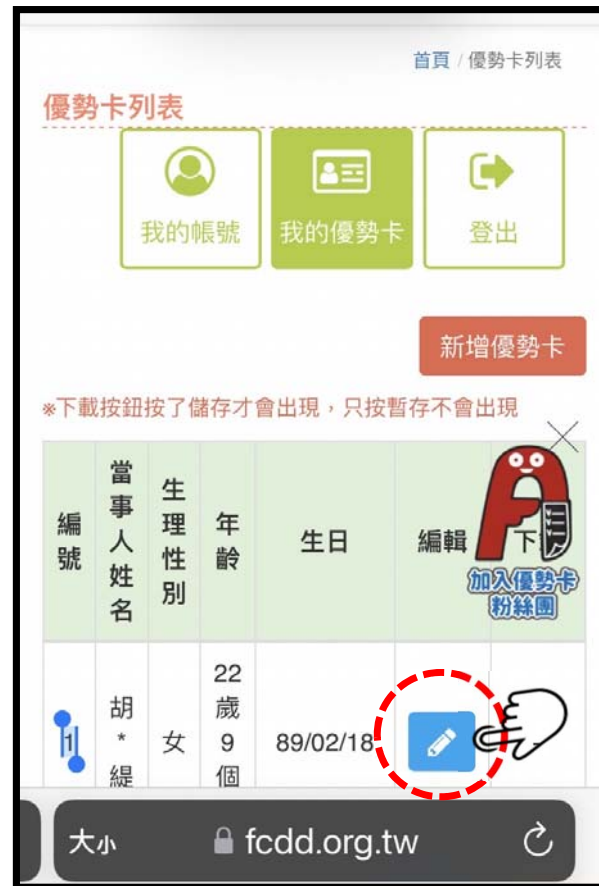 首頁 / 優勢卡列表
優勢卡列表
我的帳號
我的優勢卡
登出
新增優勢卡
※下載按鈕按了儲存才會出現，只按暫存不會出現
編號
當事人姓名
生理性別
年齡
生日
編輯
下
加入優勢卡
粉絲團
1
胡*緹
女
22歲9個
89/02/18
大小
fcdd.org.tw